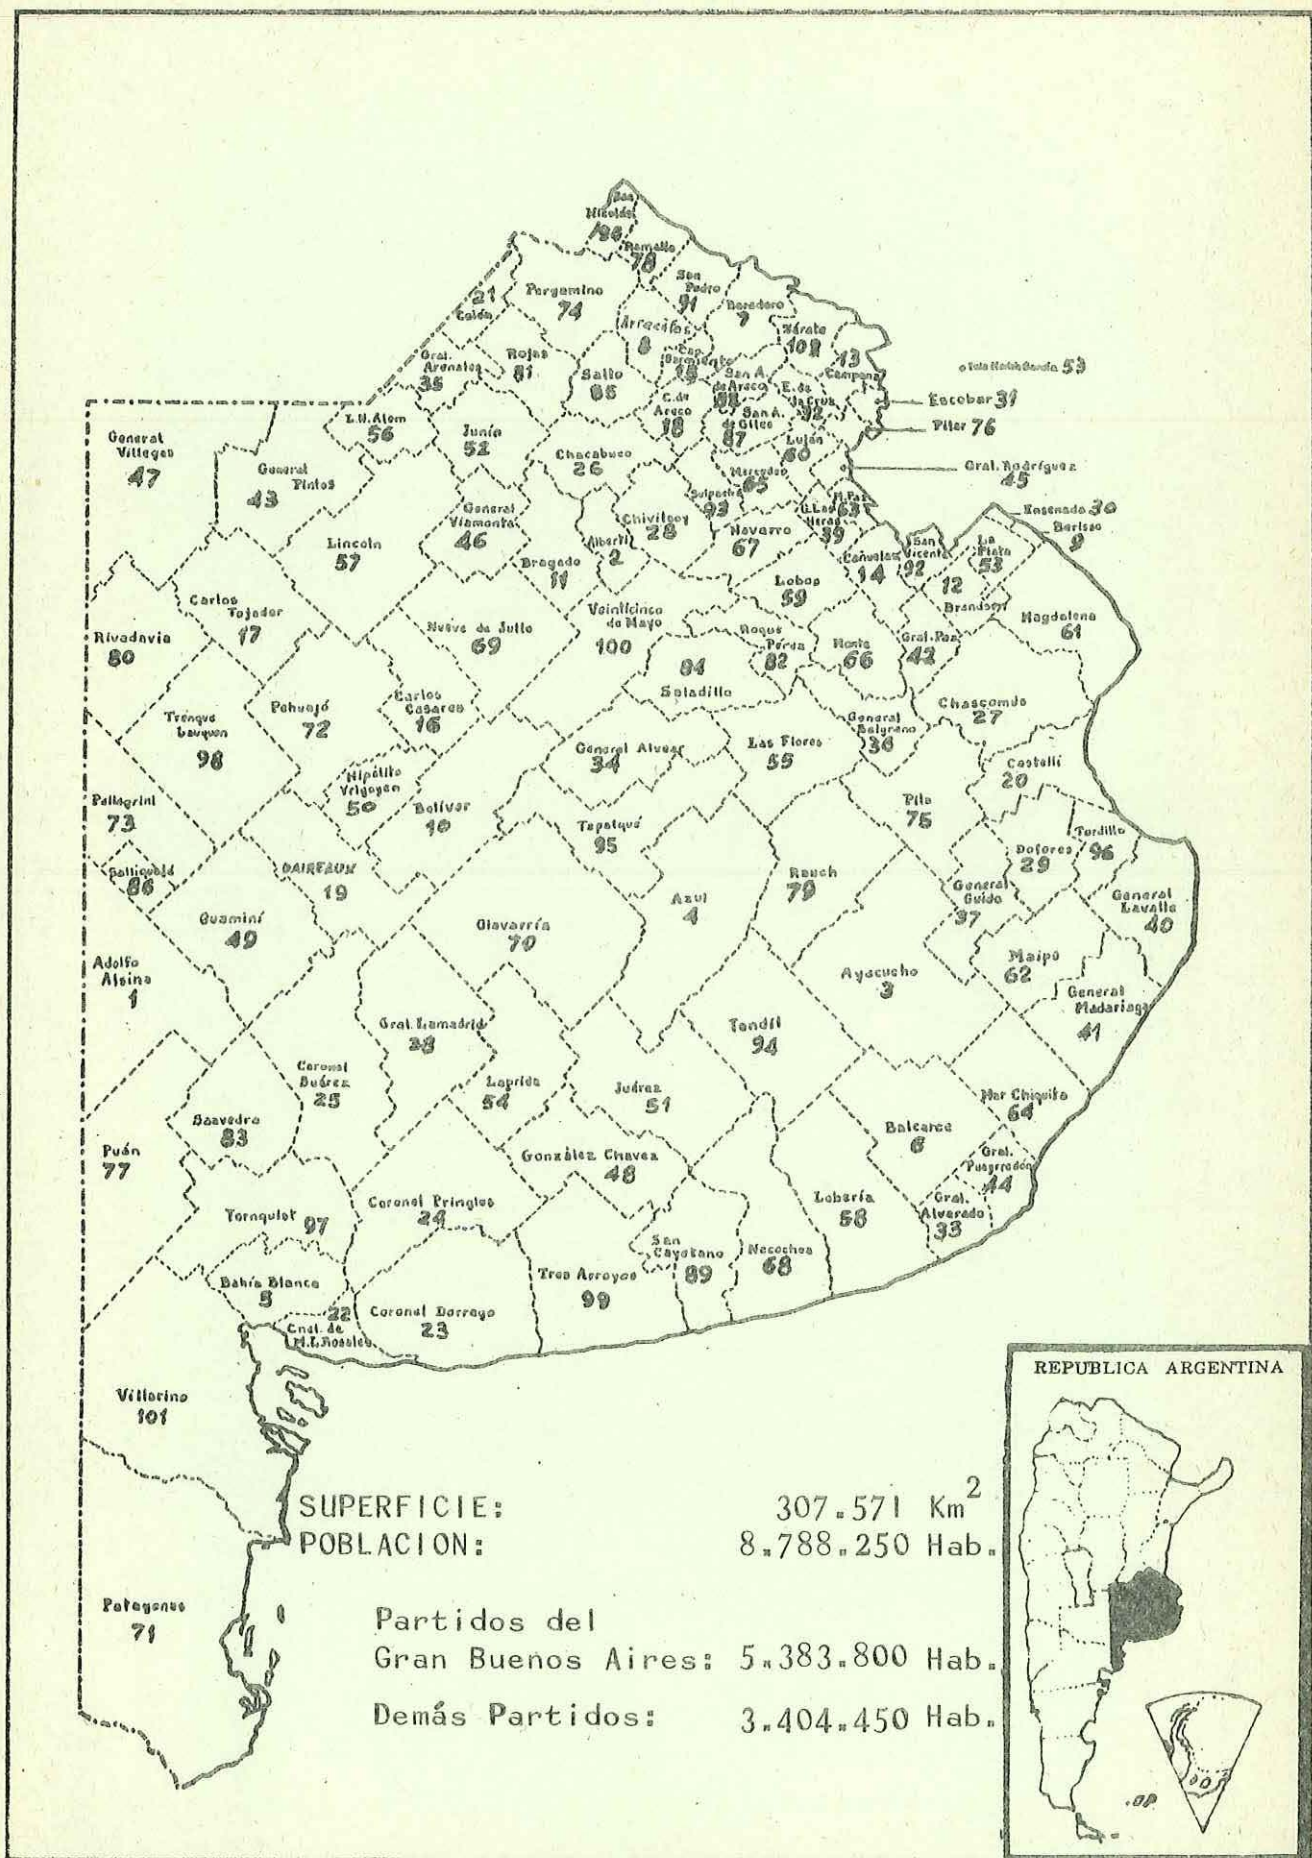 San
Nicolás
Ramallo
78
San
Pedro
91
21
Colón
Pergamino
74
Baradero
7
Arrecifes
8
Zárate
102
13
Campana
Gral.
Arenales
35
Rojas
81
Salto
85
Cap.
Sarmiento
15
San A.
de Areco
E. de
la Cruz
32
Isla Martín García 53
Escobar 31
Pilar 76
C. de
Areco
18
San A.
de Giles
87
Luján
60
L.N. Alem
56
Junín
52
General
Villegas
47
General
Pintos
43
Chacabuco
26
Mercedes
65
Gral. Rodríguez
45
Suipacha
93
M. Paz
63
G. Las
Heras
39
Ensenada 30
Berisso
9
General
Viamonte
46
Chivilcoy
28
Navarro
67
Alberti
2
Lincoln
57
Bragado
11
Cañuelas
14
San
Vicente
92
La
Plata
53
12
Brandsen
Lobos
59
Carlos
Tejedor
17
Veinticinco
de Mayo
100
Magdalena
61
Rivadavia
80
Nueve de Julio
69
Roque
Perez
82
Monte
66
Gral. Paz
42
84
Saladillo
Trenque
Lauquen
98
Pehuajó
72
Carlos
Casares
16
Chascomús
27
General
Belgrano
36
General Alvear
34
Las Flores
55
Castelli
20
Hipólito
Yrigoyen
50
Pellegrini
73
Bolívar
10
Pila
75
Tapalqué
95
Tordillo
96
Dolores
29
Salliqueló
86
DAIREAUX
19
Rauch
79
General
Guido
37
General
Lavalle
40
Azul
4
Guaminí
49
Olavarría
70
Adolfo
Alsina
1
Ayacucho
3
Maipú
62
General
Madariaga
41
Gral. Lamadrid
38
Tandil
94
Coronel
Suárez
25
Laprida
54
Juárez
51
Mar Chiquita
64
Saavedra
83
Balcarce
6
Puán
77
González Chavez
48
Gral.
Pueyrredón
44
Coronel Pringles
24
Lobería
58
Gral.
Alvarado
33
Tornquist 97
San
Cayetano
89
Necochea
68
Tres Arroyos
99
Bahía Blanca
5
22
Cnel. de
M.L. Rosales
Coronel Dorrego
23
Villarino
101
Patagones
71
SUPERFICIE: 307.571 Km2
POBLACION: 8.788.250 Hab.
Partidos del
Gran Buenos Aires: 5.383.800 Hab.
Demás Partidos: 3.404.450 Hab.
REPUBLICA ARGENTINA